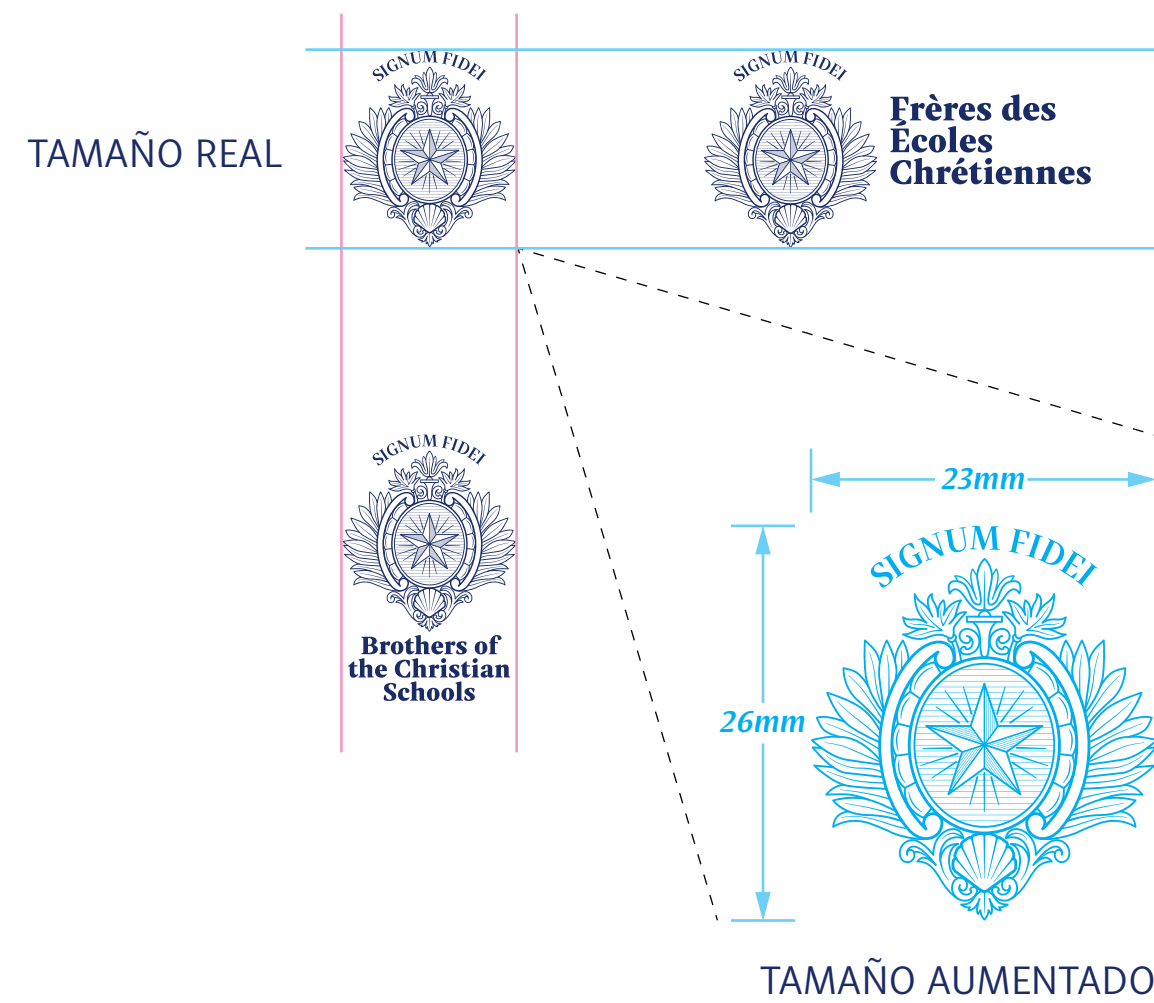 SIGNUM FIDEI
SIGNUM FIDEI
TAMAÑO REAL
Frères des
Écoles
Chrétiennes
SIGNUM FIDEI
Brothers of
the Christian
Schools
23mm
SIGNUM FIDEI
26mm
TAMAÑO AUMENTADO